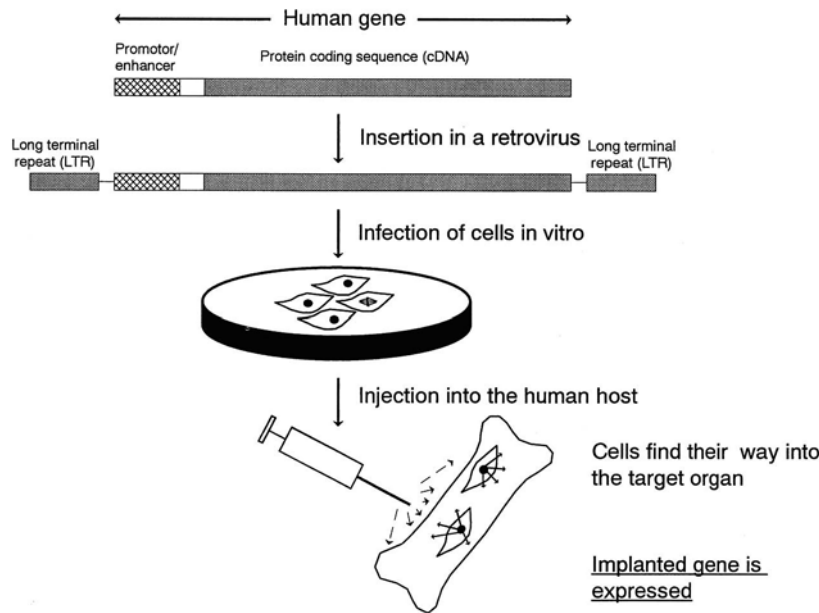 Human gene
Promotor/
enhancer
Protein coding sequence (cDNA)
Insertion in a retrovirus
Long terminal
repeat (LTR)
Long terminal
repeat (LTR)
Infection of cells in vitro
Injection into the human host
Cells find their way into
the target organ
Implanted gene is
expressed